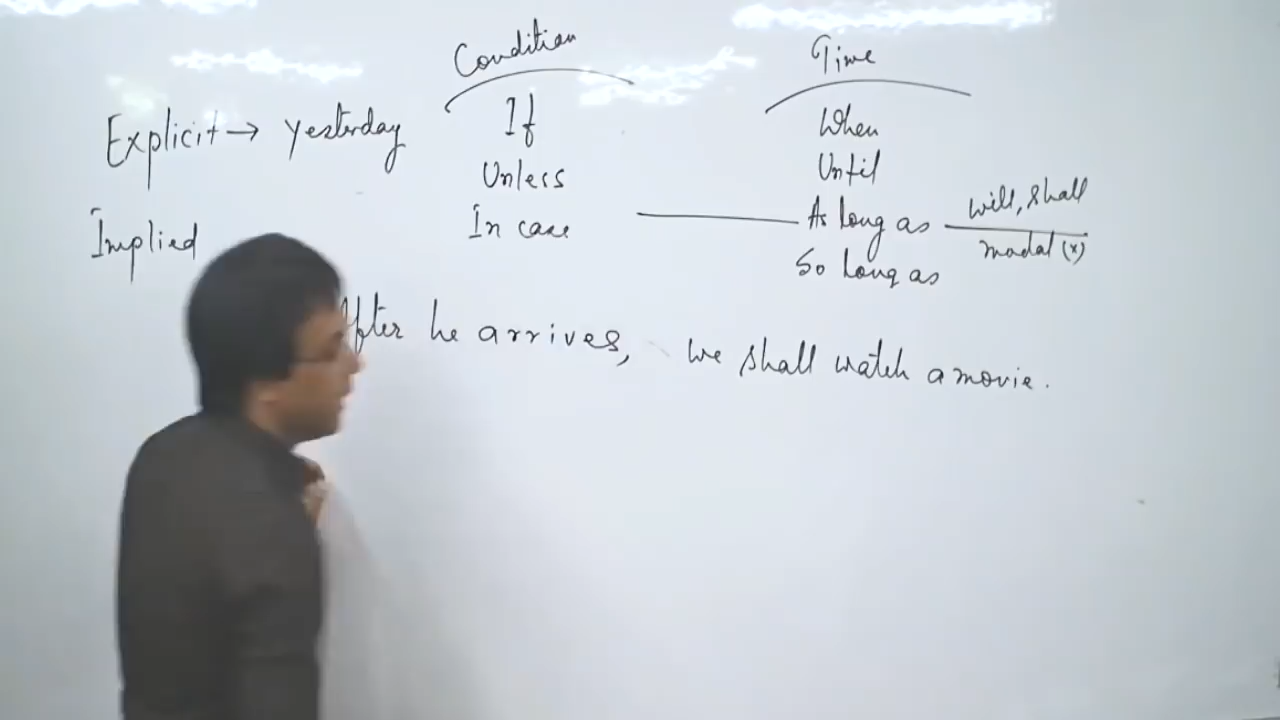 Condition Time
Explicit → Yesterday If When
Unless Until
Implied In case As long as will, shall
modal (x)
So long as
After he arrives, we shall watch a movie.